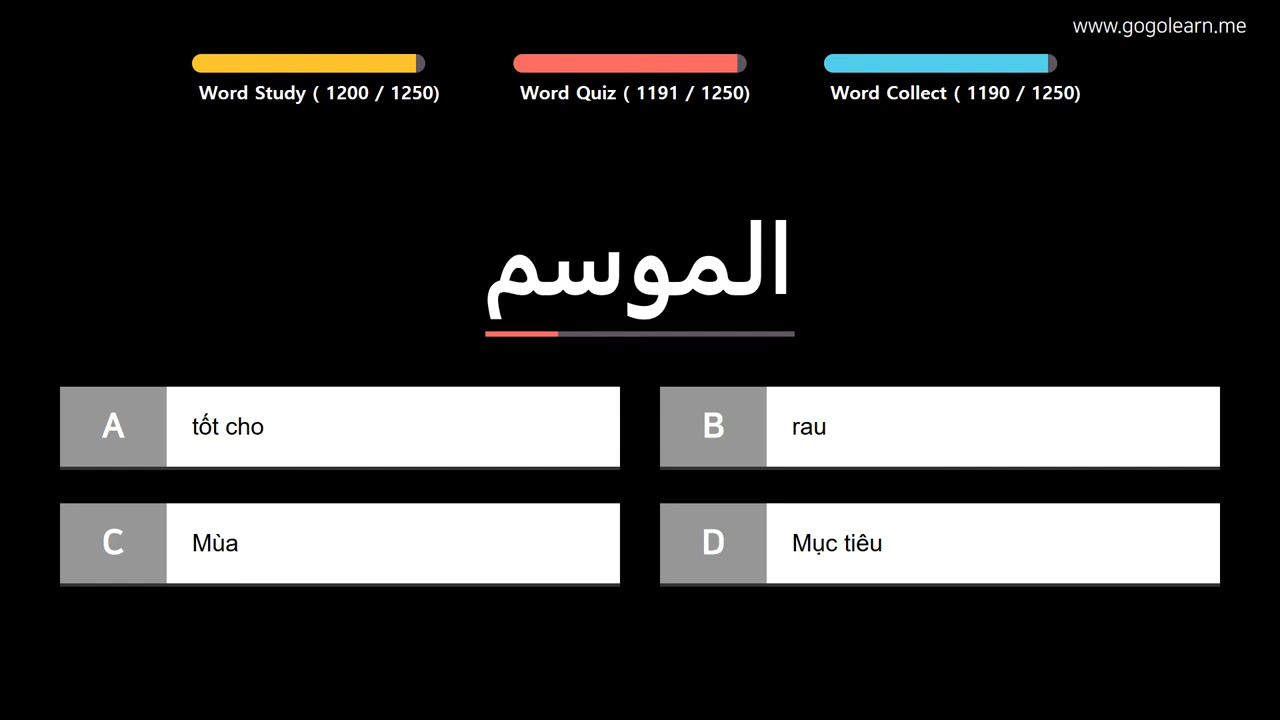 www.gogolearn.me
Word Study ( 1200 / 1250)
Word Quiz ( 1191 / 1250)
Word Collect ( 1190 / 1250)
الموسم
A
tốt cho
B
rau
C
Mùa
D
Mục tiêu